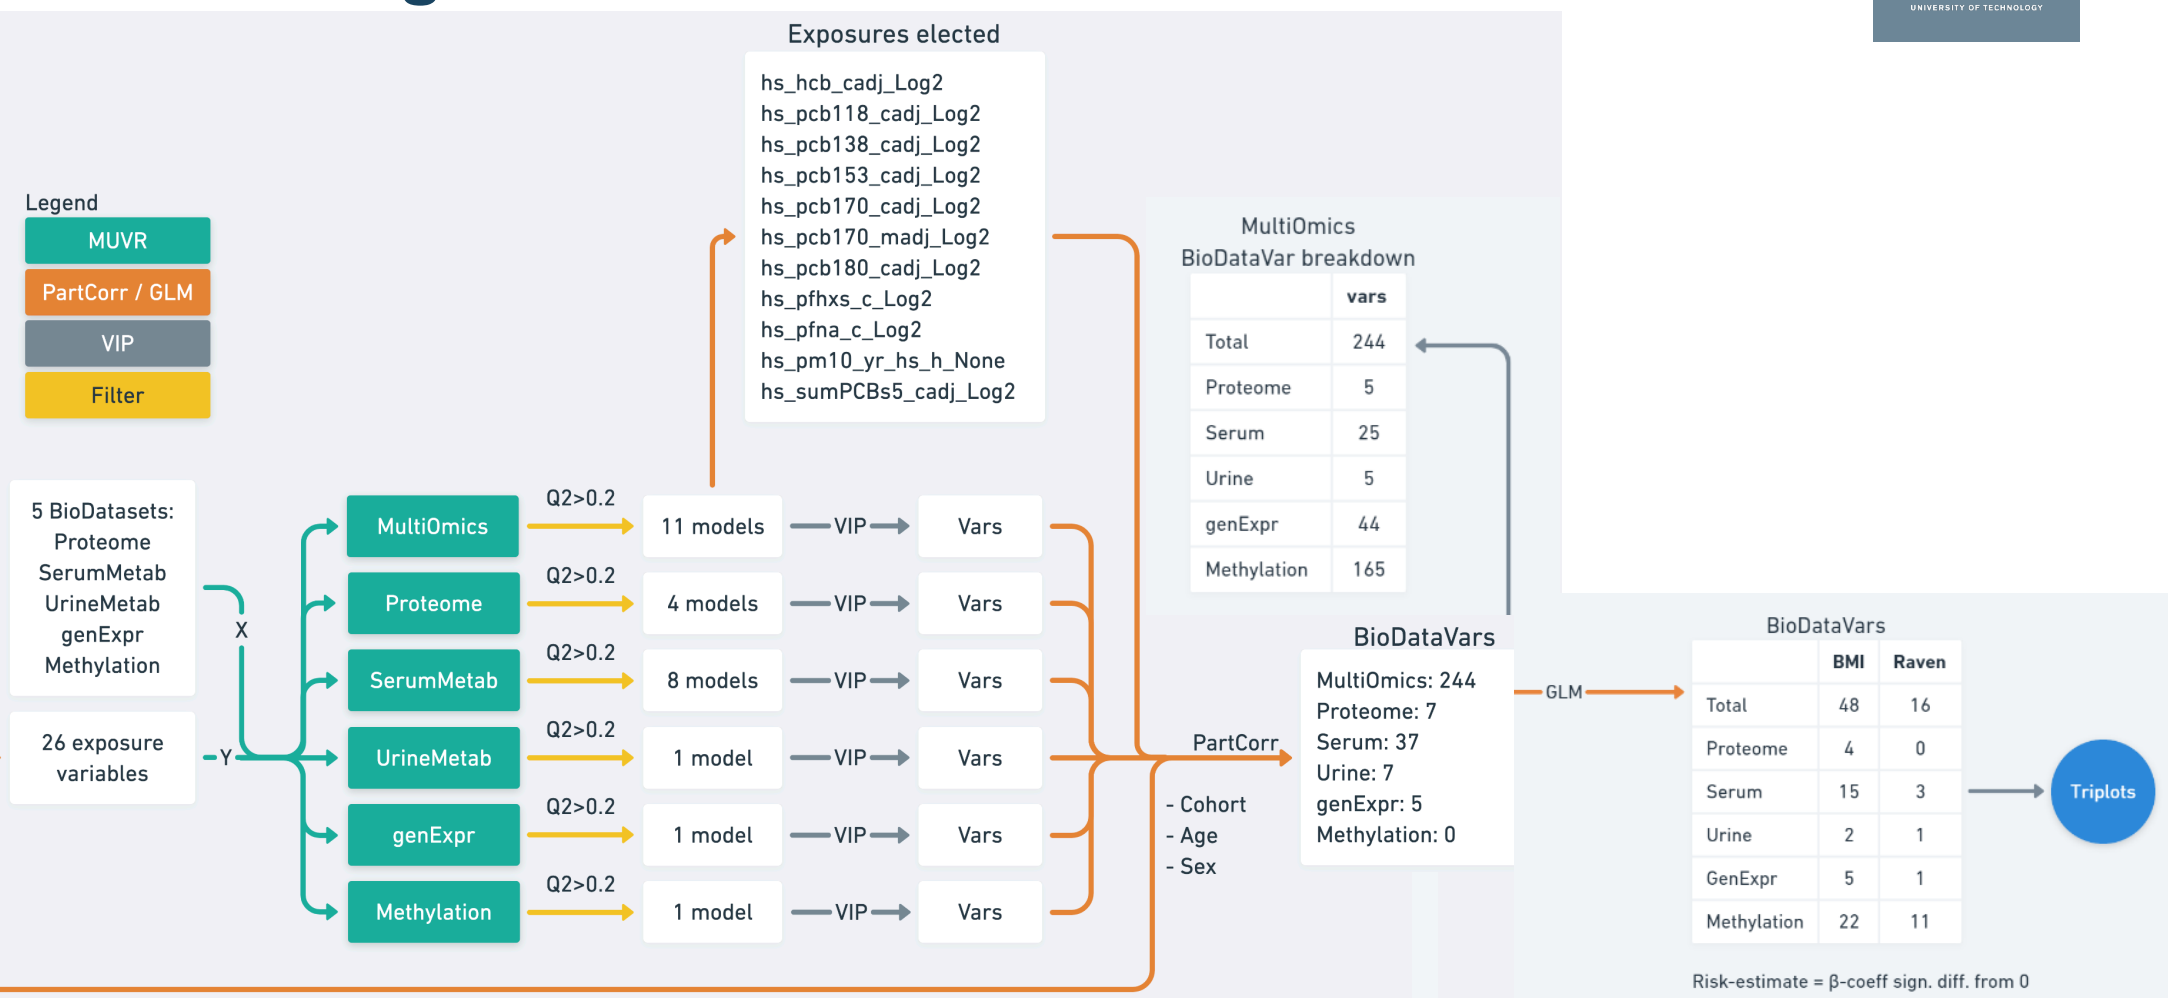 UNIVERSITY OF TECHNOLOGY
Exposures elected
hs_hcb_cadj_Log2
hs_pcb118_cadj_Log2
hs_pcb138_cadj_Log2
hs_pcb153_cadj_Log2
hs_pcb170_cadj_Log2
hs_pcb170_madj_Log2
hs_pcb180_cadj_Log2
hs_pfhxs_c_Log2
hs_pfna_c_Log2
hs_pm10_yr_hs_h_None
hs_sumPCBs5_cadj_Log2
Legend
MUVR
PartCorr / GLM
VIP
Filter
MultiOmics
BioDataVar breakdown
vars
Total 244
Proteome 5
Serum 25
Urine 5
genExpr 44
Methylation 165
5 BioDatasets:
Proteome
SerumMetab
UrineMetab
genExpr
Methylation
26 exposure
variables
X
Y
MultiOmics Q2>0.2 11 models VIP Vars
Proteome Q2>0.2 4 models VIP Vars
SerumMetab Q2>0.2 8 models VIP Vars
UrineMetab Q2>0.2 1 model VIP Vars
genExpr Q2>0.2 1 model VIP Vars
Methylation Q2>0.2 1 model VIP Vars
PartCorr
- Cohort
- Age
- Sex
BioDataVars
MultiOmics: 244
Proteome: 7
Serum: 37
Urine: 7
genExpr: 5
Methylation: 0
GLM
BioDataVars
BMI Raven
Total 48 16
Proteome 4 0
Serum 15 3
Urine 2 1
GenExpr 5 1
Methylation 22 11
Triplots
Risk-estimate = β-coeff sign. diff. from 0